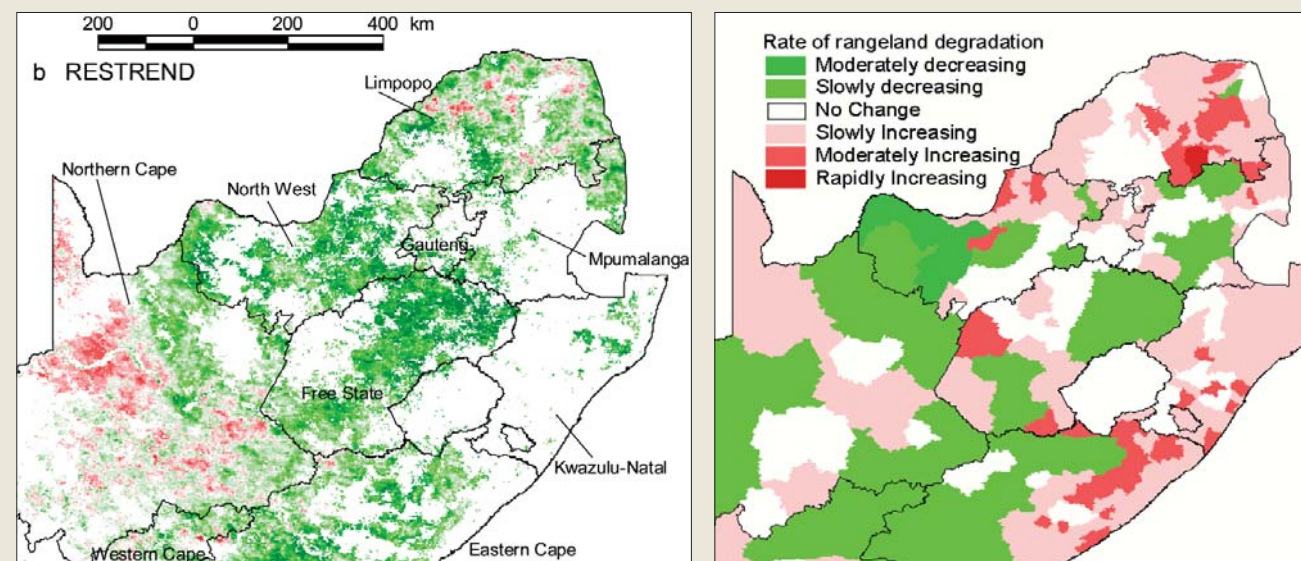 200 0 200 400 km
b RESTREND
Limpopo
Northern Cape
North West
Gauteng
Mpumalanga
Free State
Kwazulu-Natal
Western Cape
Eastern Cape
Rate of rangeland degradation
Moderately decreasing
Slowly decreasing
No Change
Slowly Increasing
Moderately Increasing
Rapidly Increasing